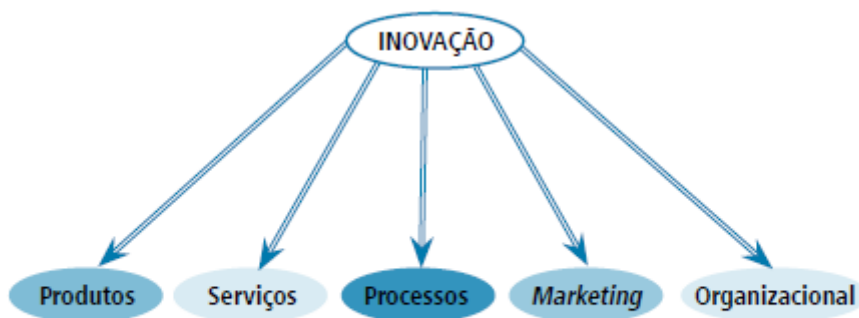 INOVAÇÃO
Produtos
Serviços
Processos
Marketing
Organizacional